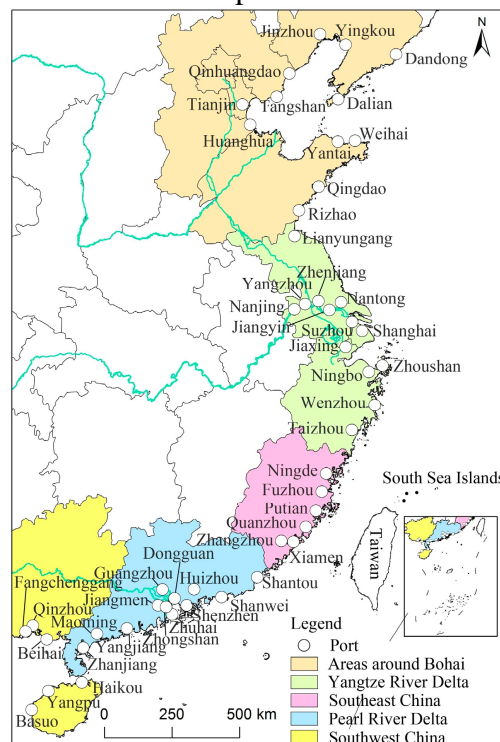 Jinzhou
Yingkou
Dandong
Qinhuangdao
Tianjin
Tangshan
Dalian
Huanghua
Weihai
Yantai
Qingdao
Rizhao
Lianyungang
Zhenjiang
Yangzhou
Nanjing
Nantong
Jiangyin
Suzhou
Shanghai
Jiaxing
Zhoushan
Ningbo
Wenzhou
Taizhou
Ningde
Fuzhou
Putian
Quanzhou
Zhangzhou
Xiamen
South Sea Islands
Taiwan
N
Dongguan
Fangchenggang
Guangzhou
Huizhou
Shantou
Jiangmen
Shanwei
Qinzhou
Maoming
Shenzhen
Zhuhai
Zhongshan
Beihai
Yangjiang
Zhanjiang
Haikou
Yangpu
Basuo
0 250 500 km
Legend
Port
Areas around Bohai
Yangtze River Delta
Southeast China
Pearl River Delta
Southwest China